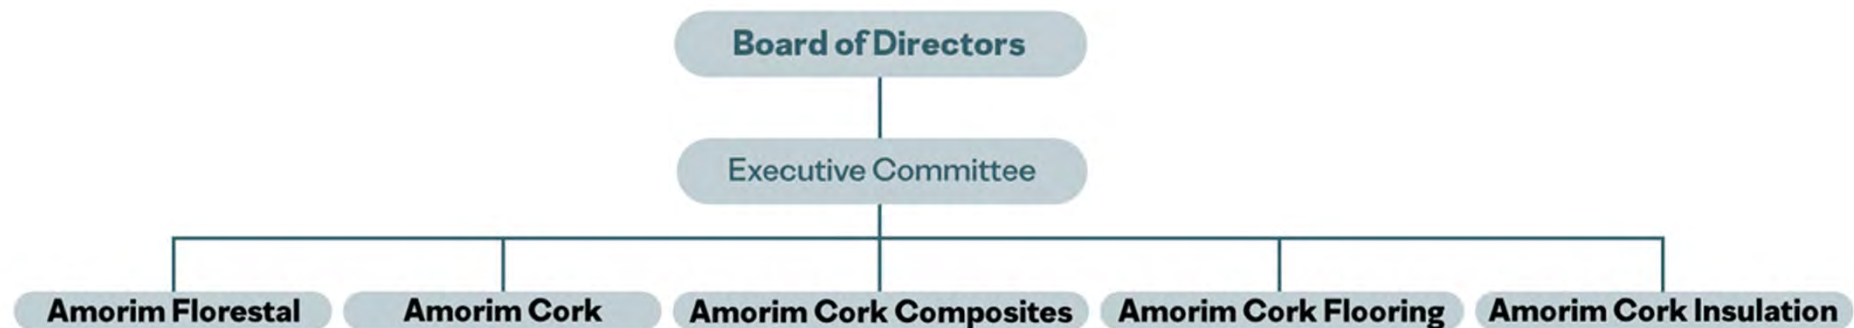 Board of Directors
Executive Committee
Amorim Florestal
Amorim Cork
Amorim Cork Composites
Amorim Cork Flooring
Amorim Cork Insulation